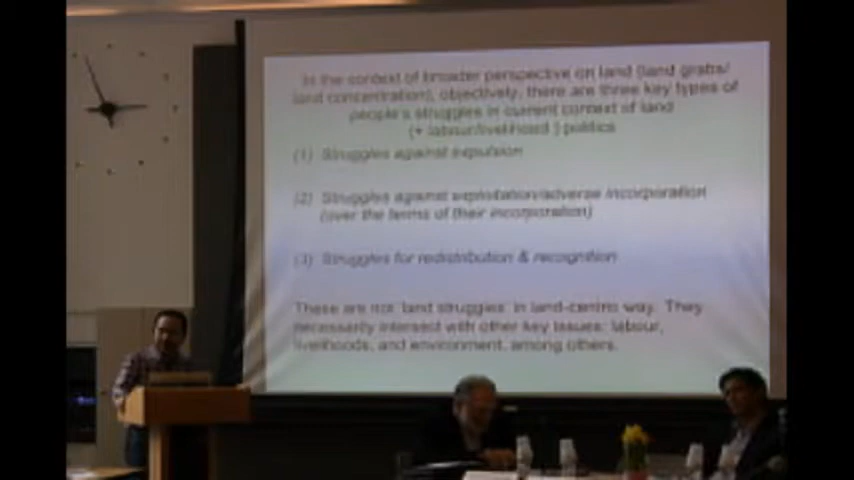 In the context of broader perspective on land (land grabs/
land concentration), objectively, there are three key types of
people's struggles in current context of land
(+ labour/livelihood ) politics
(1) Struggles against expulsion
(2) Struggles against exploitation/adverse incorporation
(over the terms of their incorporation)
(3) Struggles for redistribution & recognition
These are not 'land struggles' in land-centric way. They
necessarily intersect with other key issues: labour,
livelihoods, and environment, among others.